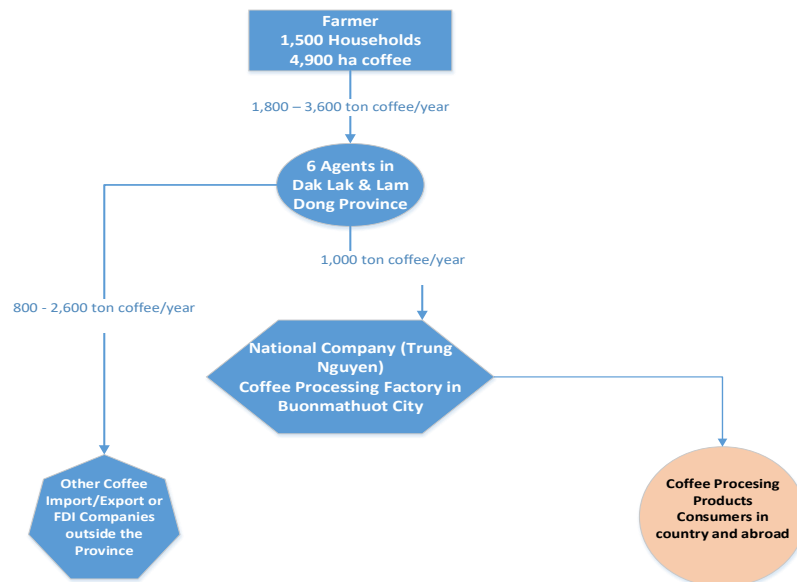 Farmer
1,500 Households
4,900 ha coffee
1,800 – 3,600 ton coffee/year
6 Agents in
Dak Lak & Lam
Dong Province
1,000 ton coffee/year
800 - 2,600 ton coffee/year
National Company (Trung
Nguyen)
Coffee Processing Factory in
Buonmathuot City
Other Coffee
Import/Export or
FDI Companies
outside the
Province
Coffee Procesing
Products
Consumers in
country and abroad